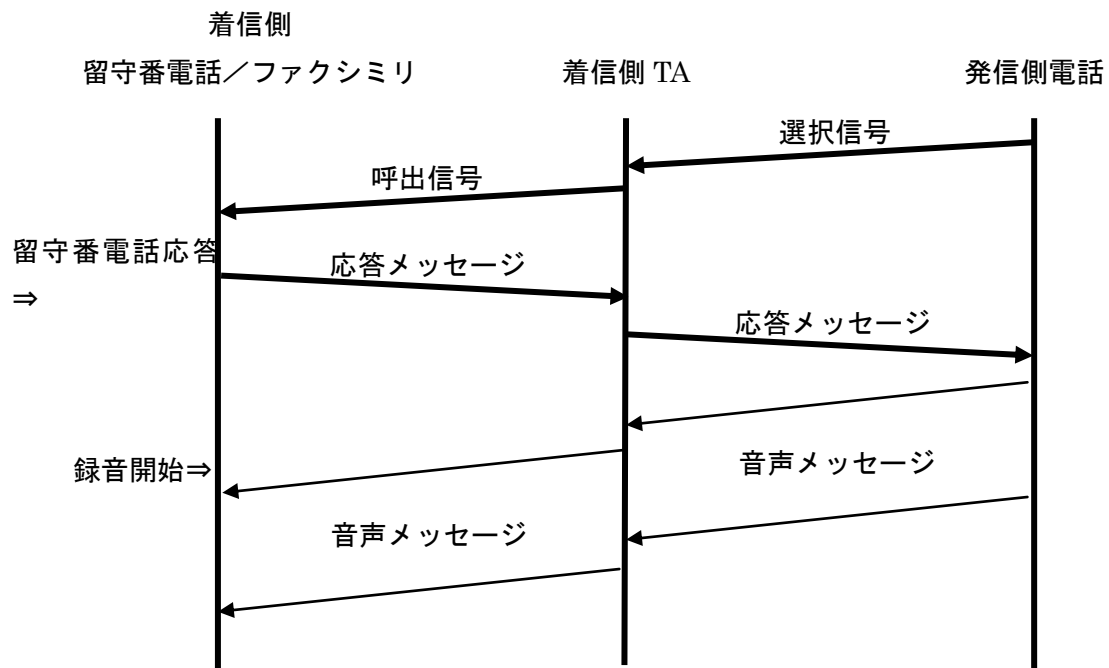 着信側
留守番電話／ファクシミリ
着信側 TA
発信側電話
選択信号
呼出信号
留守番電話応答
⇒
応答メッセージ
応答メッセージ
録音開始⇒
音声メッセージ
音声メッセージ